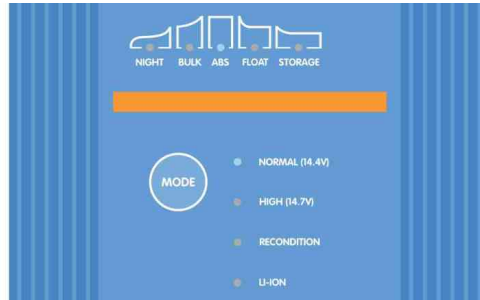 NIGHT BULK ABS FLOAT STORAGE
MODE
NORMAL (14.4V)
HIGH (14.7V)
RECONDITION
LI-ION